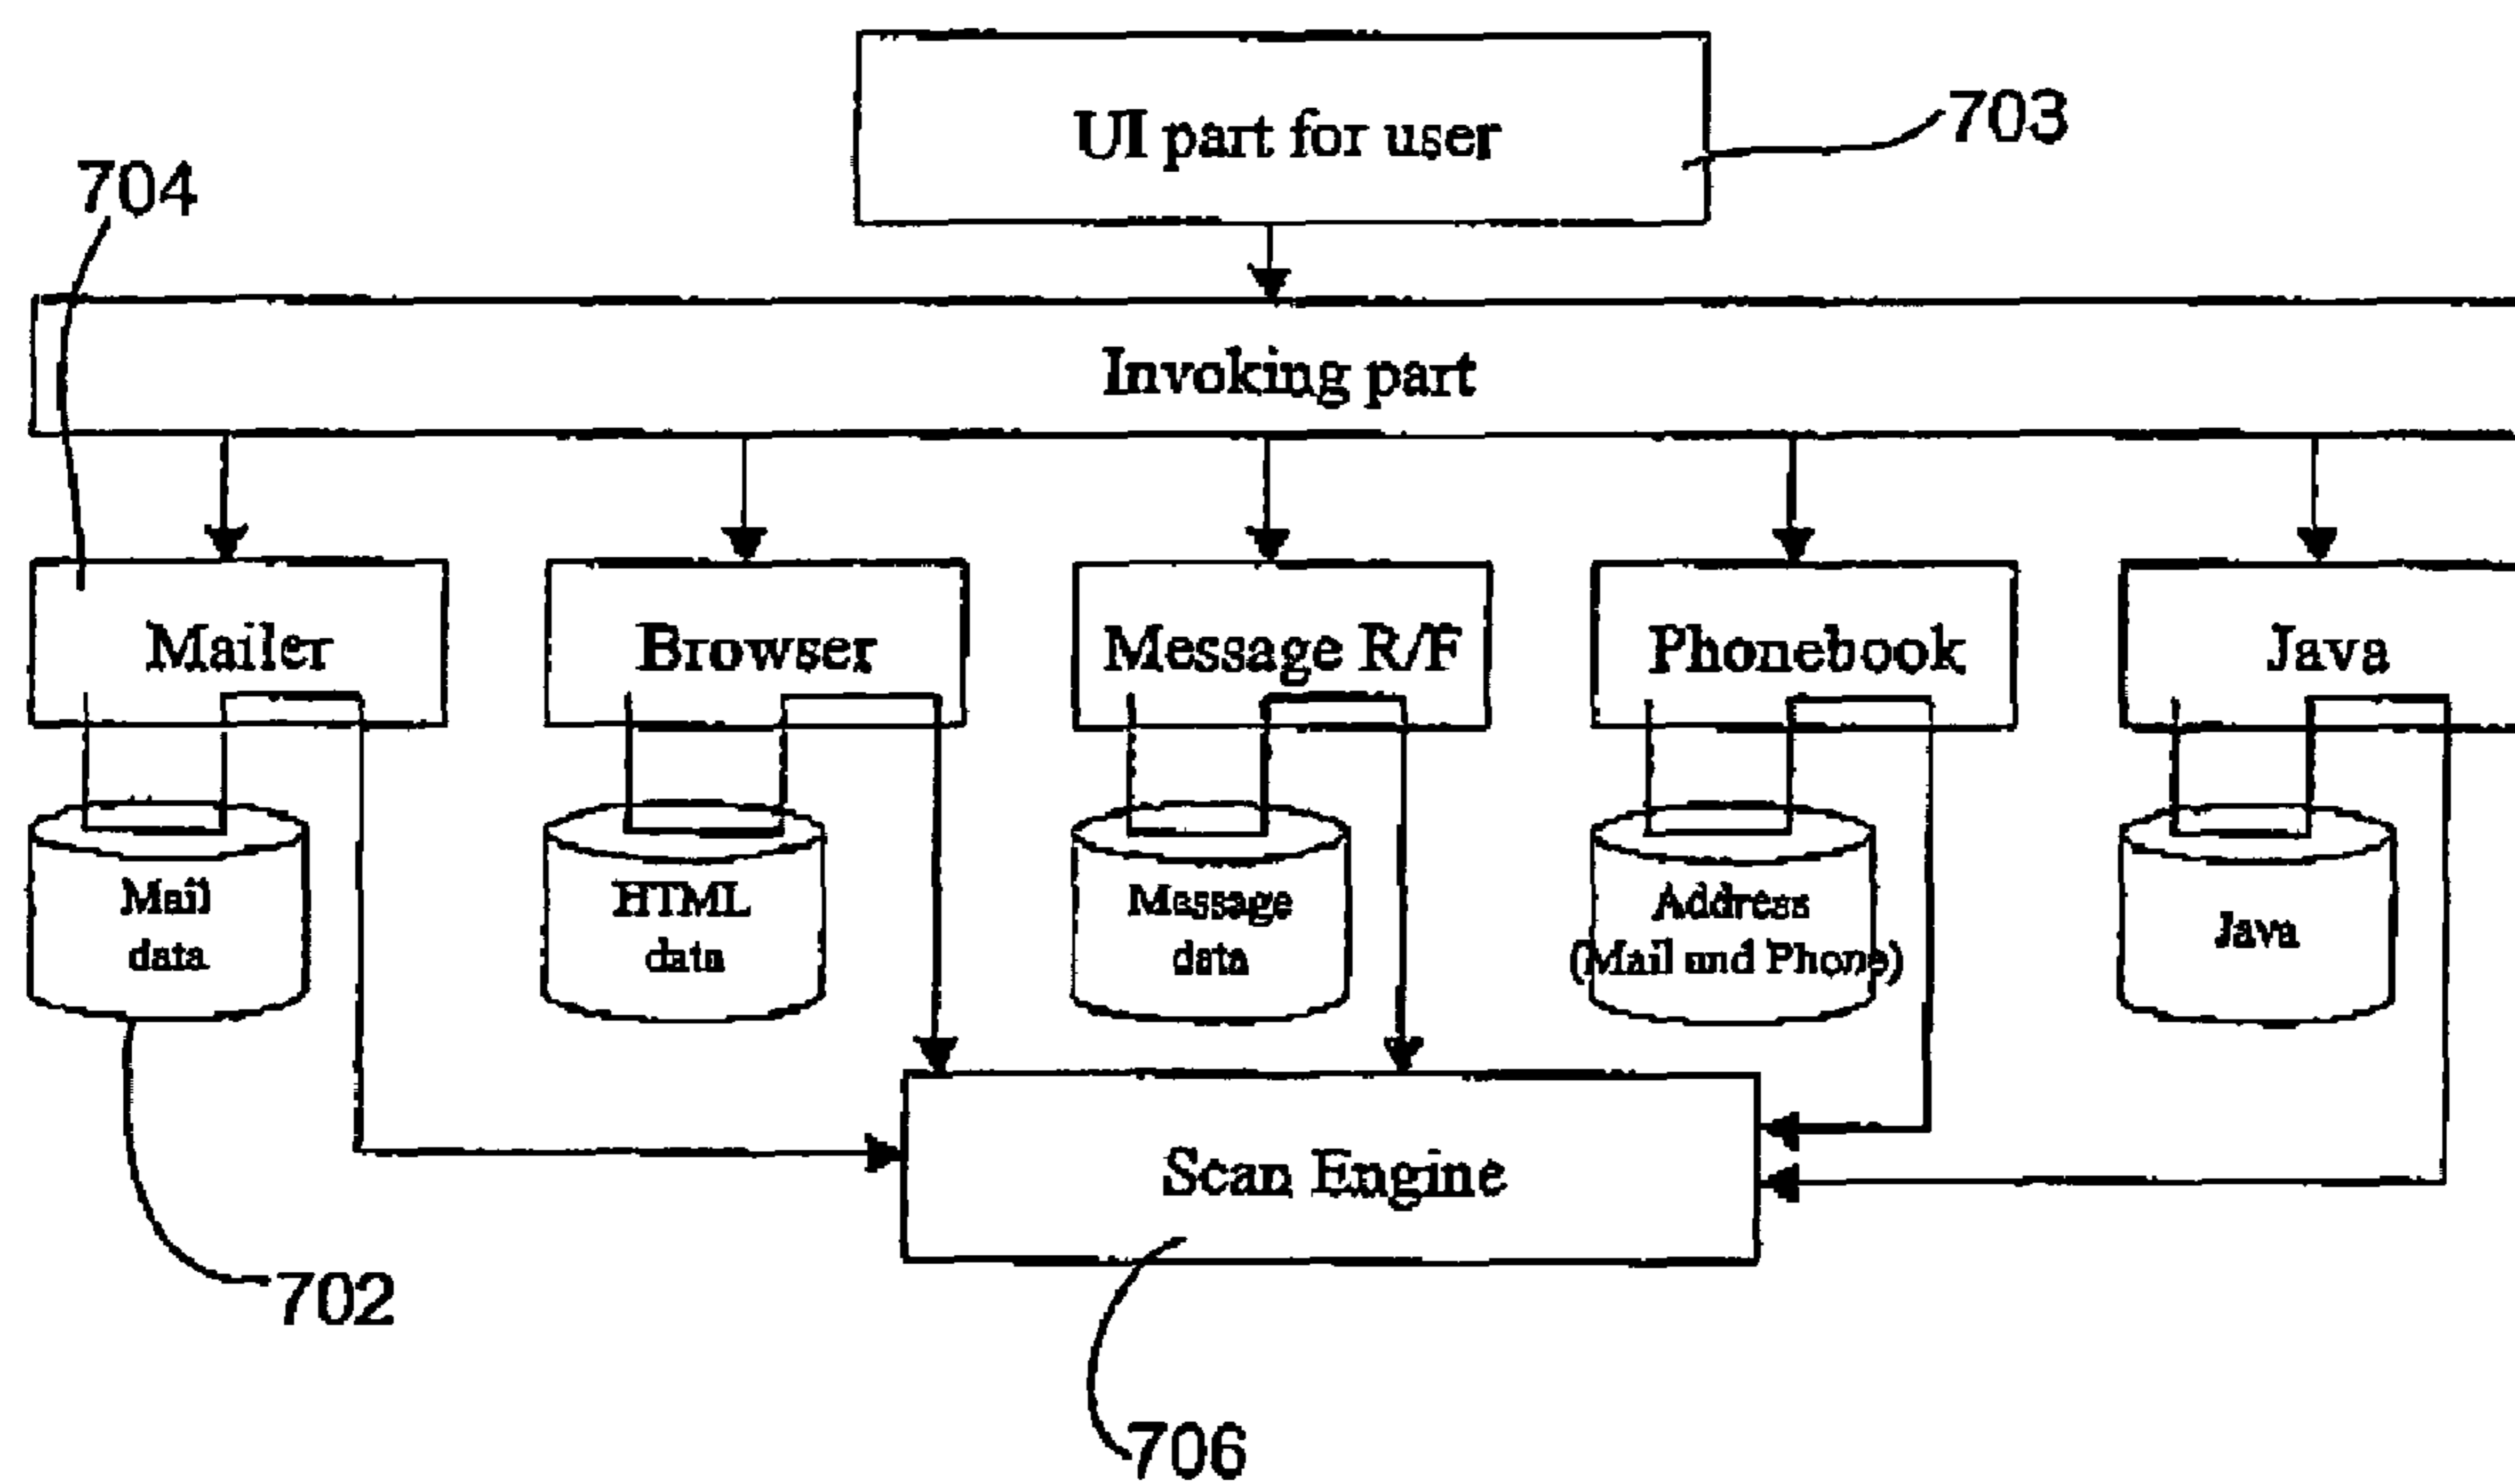 UI part for user
703
704
Invoking part
Mailer
Browser
Message R/F
Phonebook
Java
Mail
data
HTML
data
Message
data
Address
(Mail and Phone)
Java
Scan Engine
702
706